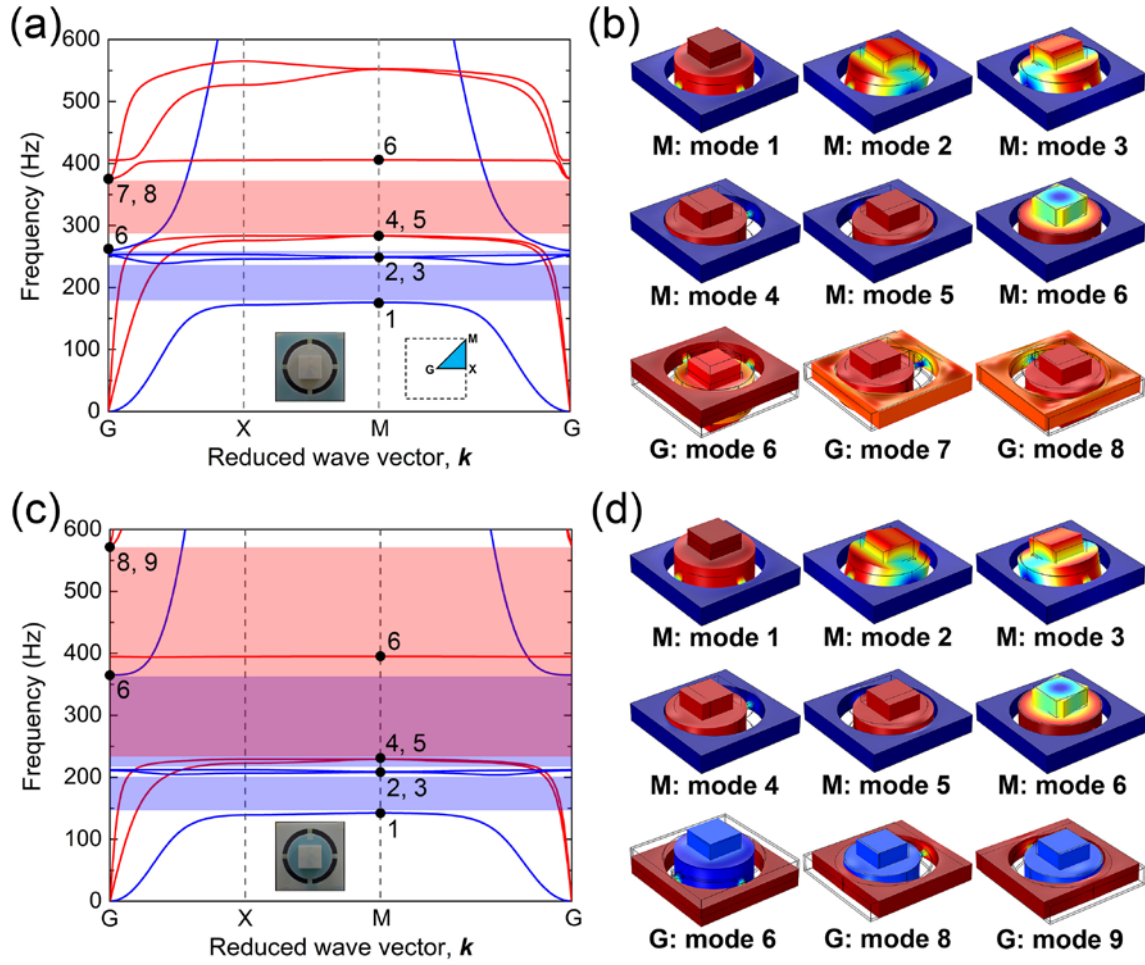 (a)
600
500
400
300
200
100
0
Frequency (Hz)
6
7, 8
4, 5
6
2, 3
1
M
G
X
G
X
M
G
Reduced wave vector, k
(b)
M: mode 1
M: mode 2
M: mode 3
M: mode 4
M: mode 5
M: mode 6
G: mode 6
G: mode 7
G: mode 8
(c)
600
500
400
300
200
100
0
Frequency (Hz)
8, 9
6
6
4, 5
2, 3
1
G
X
M
G
Reduced wave vector, k
(d)
M: mode 1
M: mode 2
M: mode 3
M: mode 4
M: mode 5
M: mode 6
G: mode 6
G: mode 8
G: mode 9